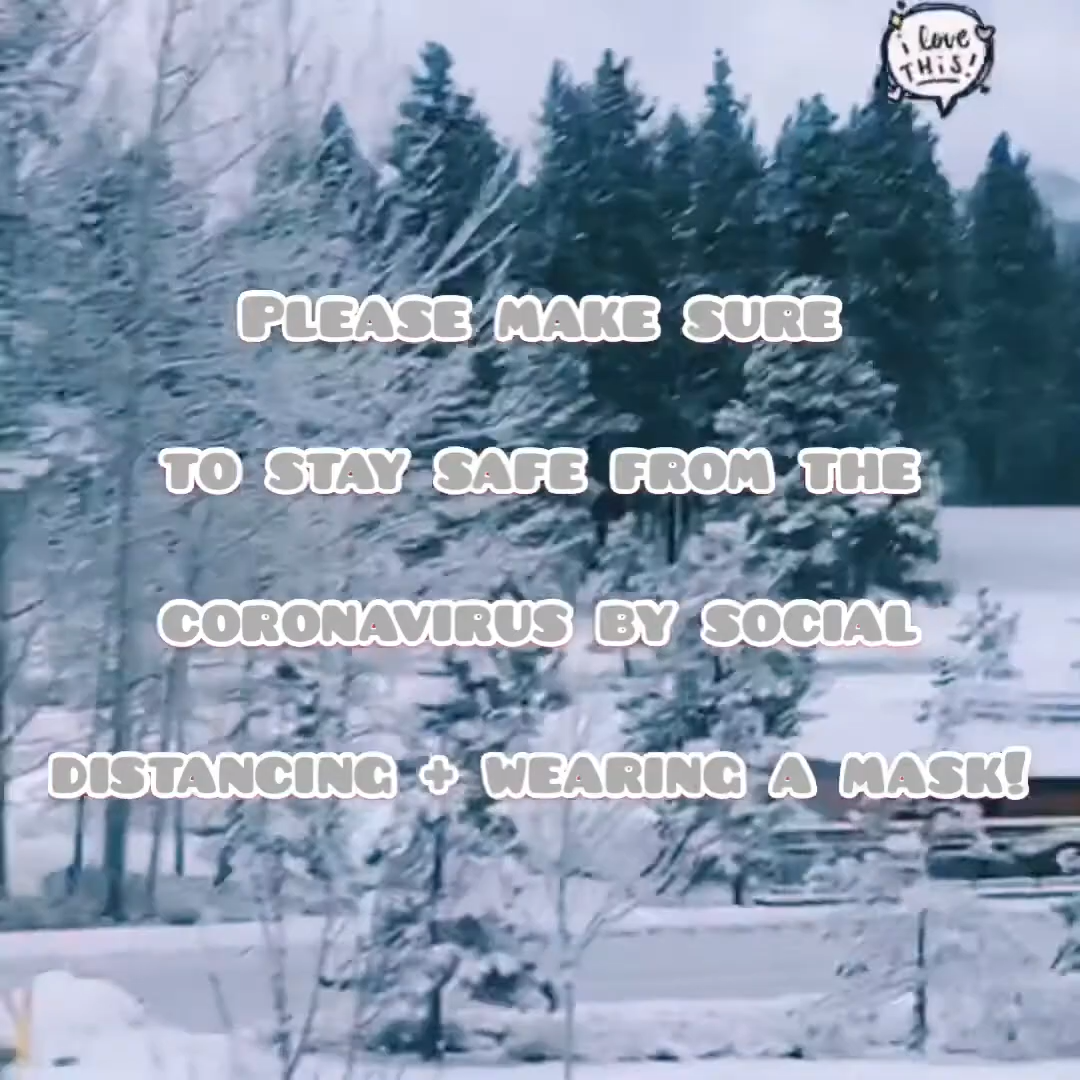 i love
THiS!
Please make sure
to stay safe from the
coronavirus by social
distancing + wearing a mask!